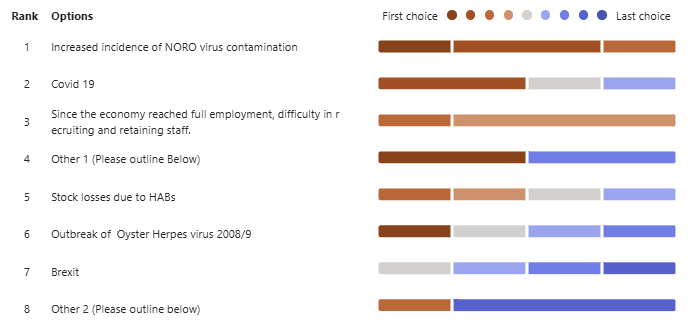 Rank Options First choice Last choice
1 Increased incidence of NORO virus contamination
2 Covid 19
3 Since the economy reached full employment, difficulty in r
ecruiting and retaining staff.
4 Other 1 (Please outline Below)
5 Stock losses due to HABs
6 Outbreak of Oyster Herpes virus 2008/9
7 Brexit
8 Other 2 (Please outline below)